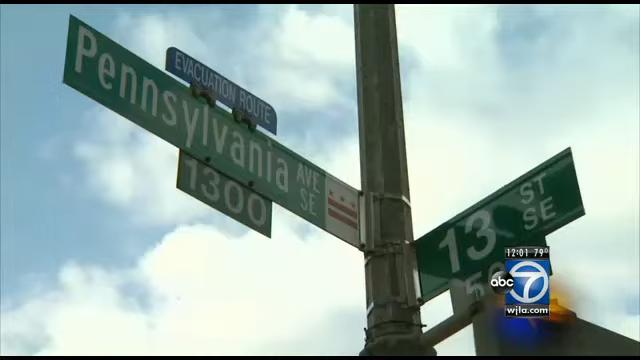 EVACUATION ROUTE
Pennsylvania AVE SE
1300
13 ST SE
12:01 79°
abc 7
wjla.com